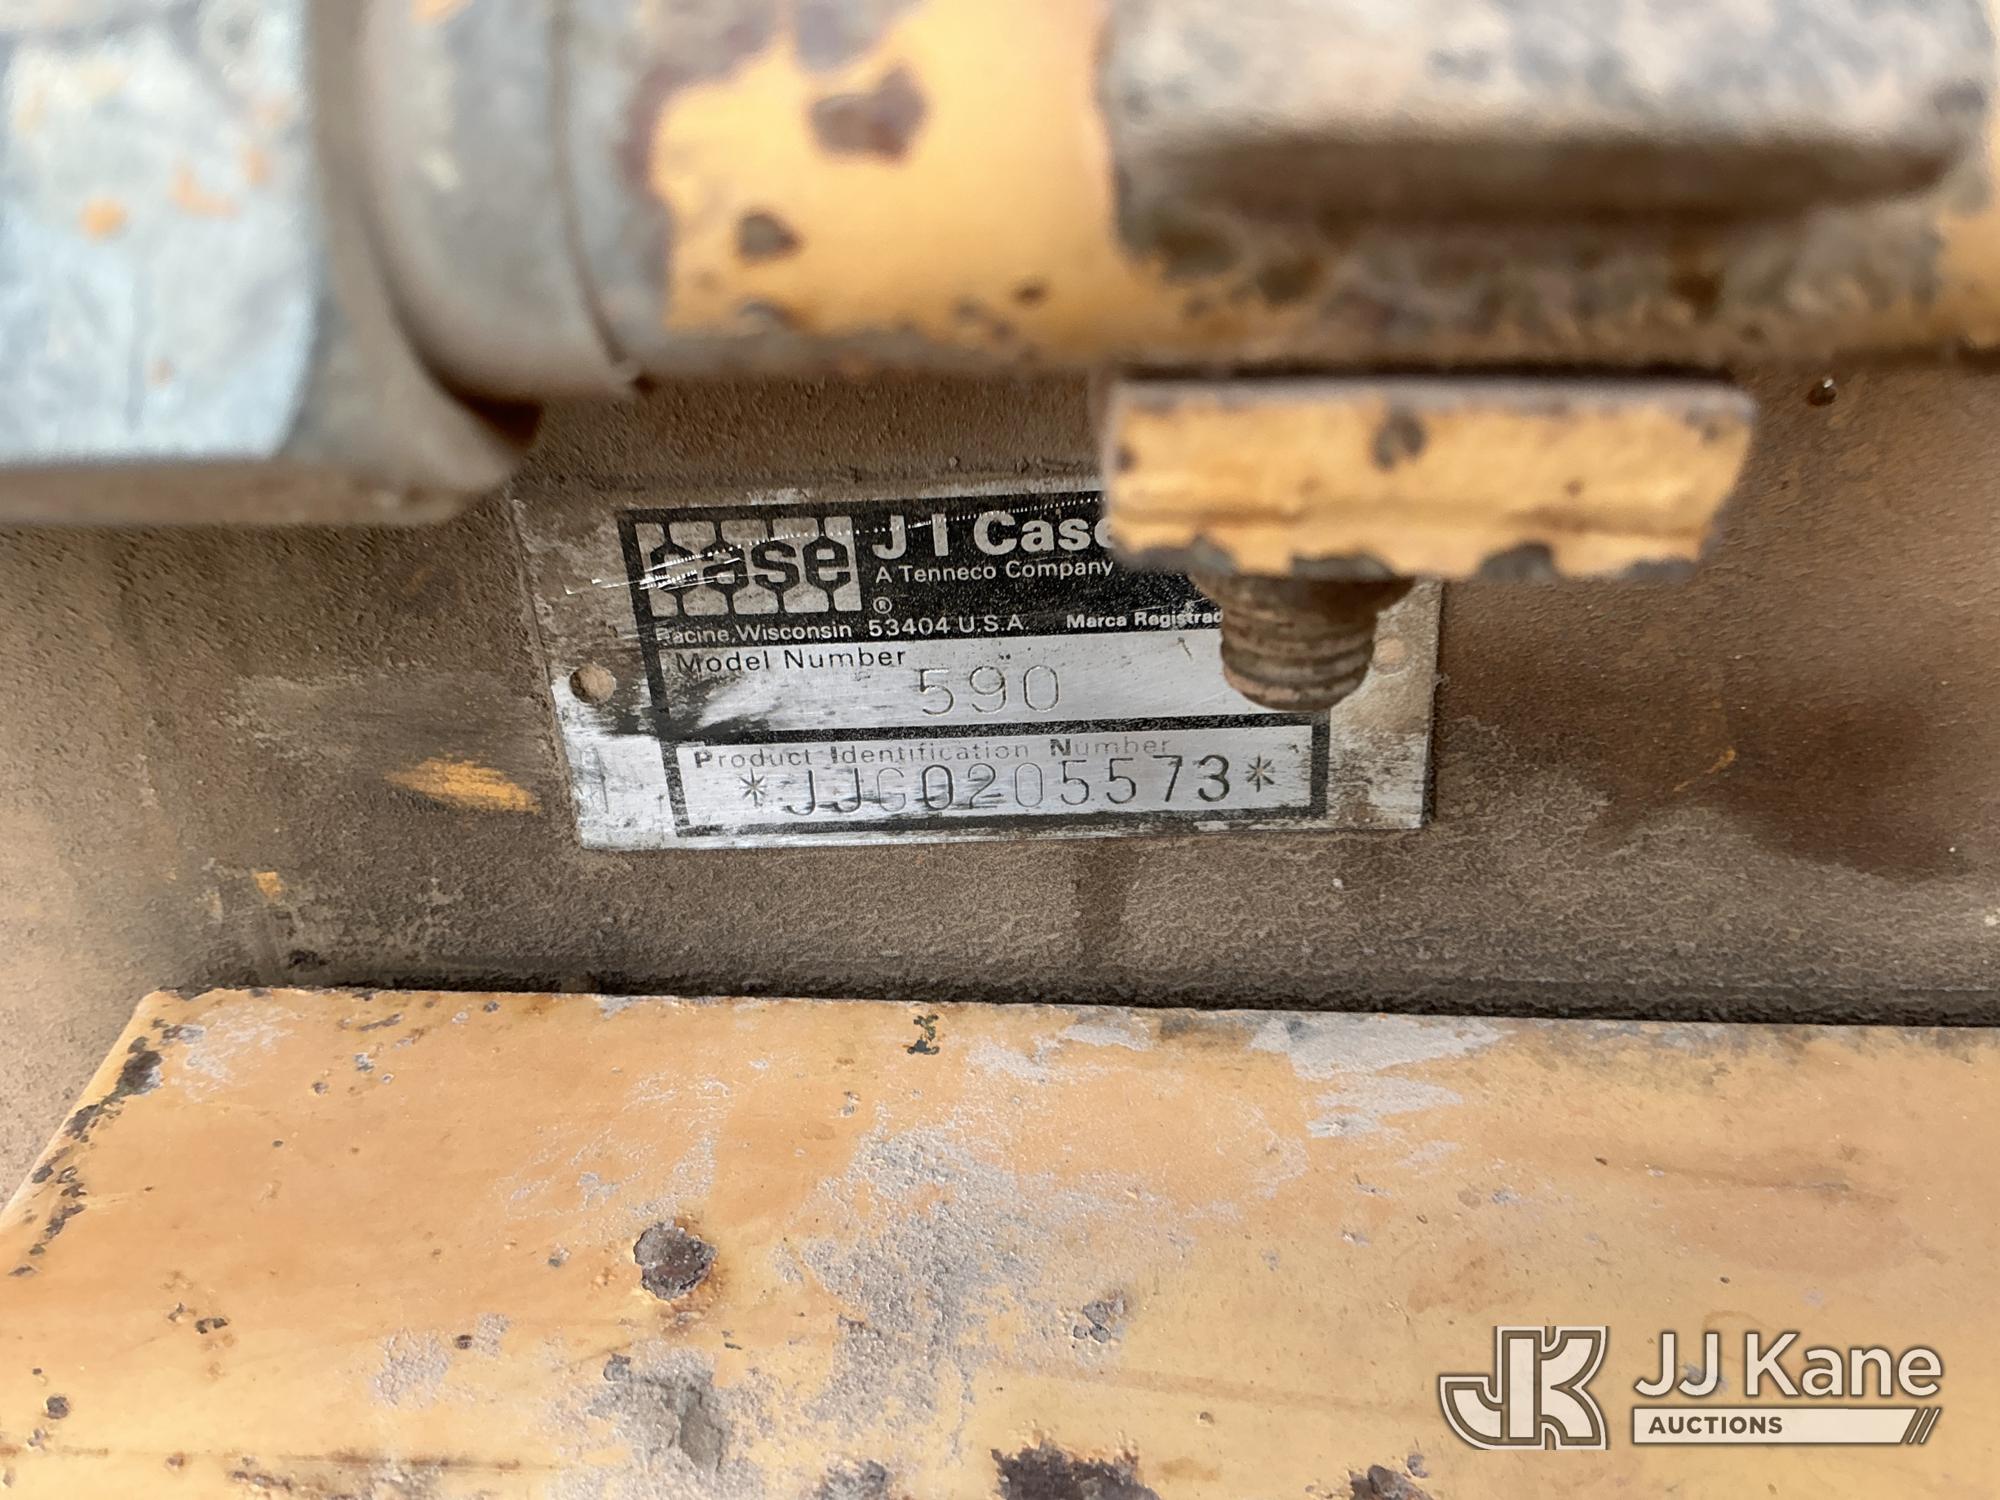 case
J I Case
A Tenneco Company
®
Racine, Wisconsin 53404 U.S.A. Marca Registrad
Model Number
590
Product Identification Number
*JJG0205573*
JK JJ Kane
AUCTIONS